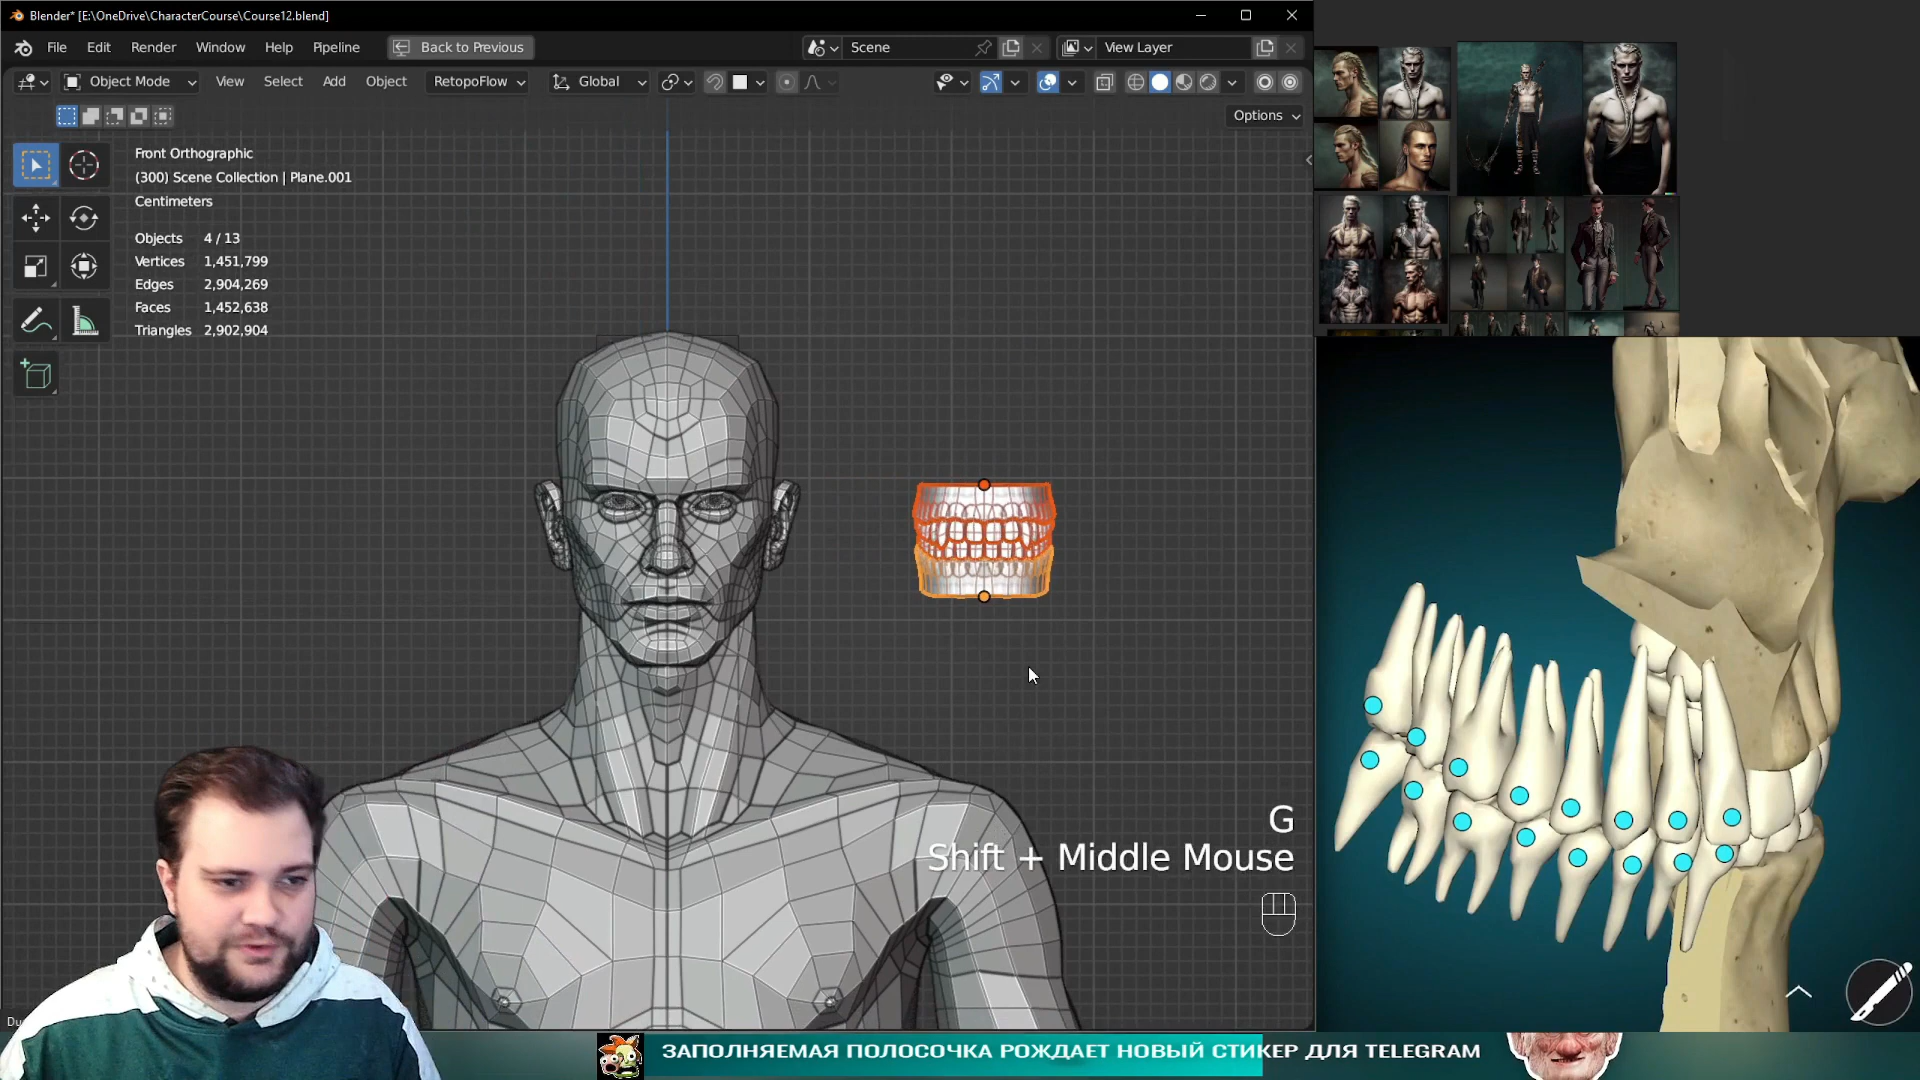 Blender* [E:\OneDrive\CharacterCourse\Course12.blend]
File Edit Render Window Help Pipeline Back to Previous Scene View Layer
Object Mode View Select Add Object RetopoFlow Global
Options
Front Orthographic
(300) Scene Collection | Plane.001
Centimeters
Objects 4 / 13
Vertices 1,451,799
Edges 2,904,269
Faces 1,452,638
Triangles 2,902,904
G
Shift + Middle Mouse
ЗАПОЛНЯЕМАЯ ПОЛОСОЧКА РОЖДАЕТ НОВЫЙ СТИКЕР ДЛЯ TELEGRAM